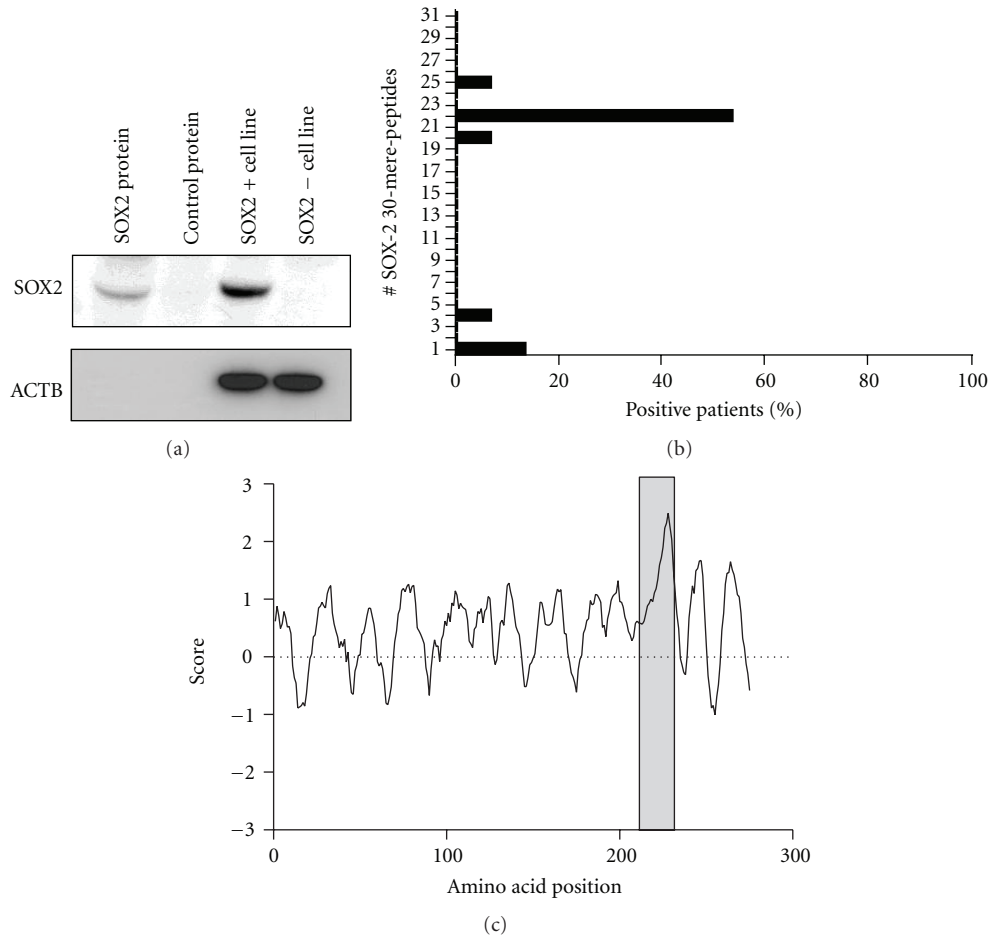 SOX2 protein
Control protein
SOX2 + cell line
SOX2 − cell line
SOX2
ACTB
(a)
# SOX-2 30-mere-peptides
31
29
27
25
23
21
19
17
15
13
11
9
7
5
3
1
0 20 40 60 80 100
Positive patients (%)
(b)
Score
3
2
1
0
−1
−2
−3
0 100 200 300
Amino acid position
(c)